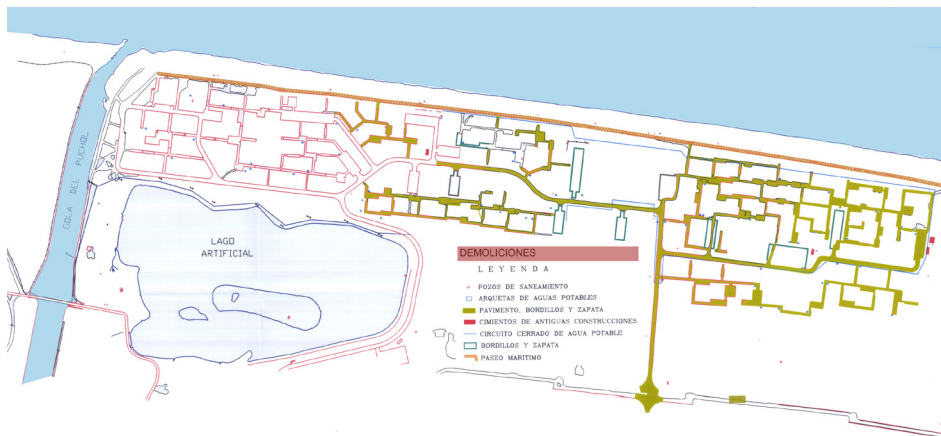 GOLA DEL PUCHOL
LAGO
ARTIFICIAL
DEMOLICIONES
LEYENDA
POZOS DE SANEAMIENTO
ARQUETAS DE AGUAS POTABLES
PAVIMENTO, BORDILLOS Y ZAPATA
CIMIENTOS DE ANTIGUAS CONSTRUCCIONES
CIRCUITO CERRADO DE AGUA POTABLE
BORDILLOS Y ZAPATA
PASEO MARITIMO